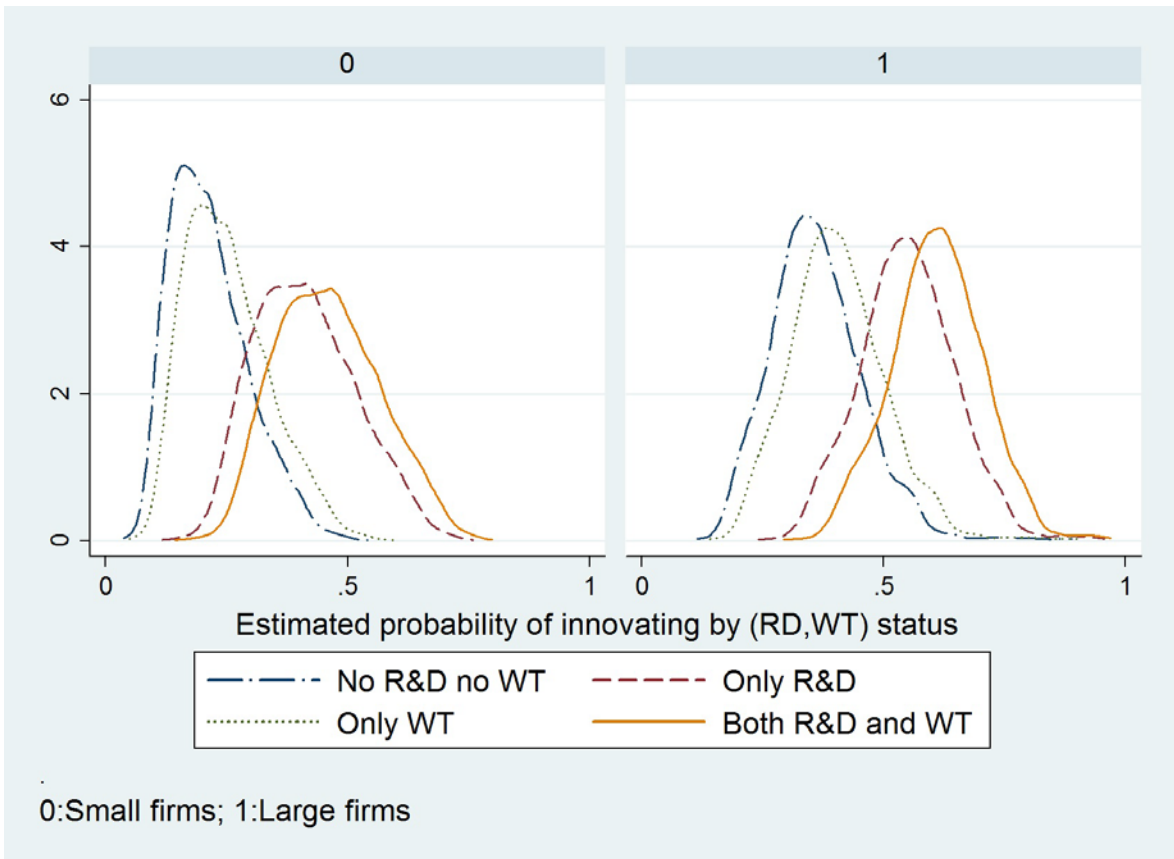 0 1
6
4
2
0
0 .5 1 0 .5 1
Estimated probability of innovating by (RD,WT) status
No R&D no WT Only R&D
Only WT Both R&D and WT
.
0:Small firms; 1:Large firms